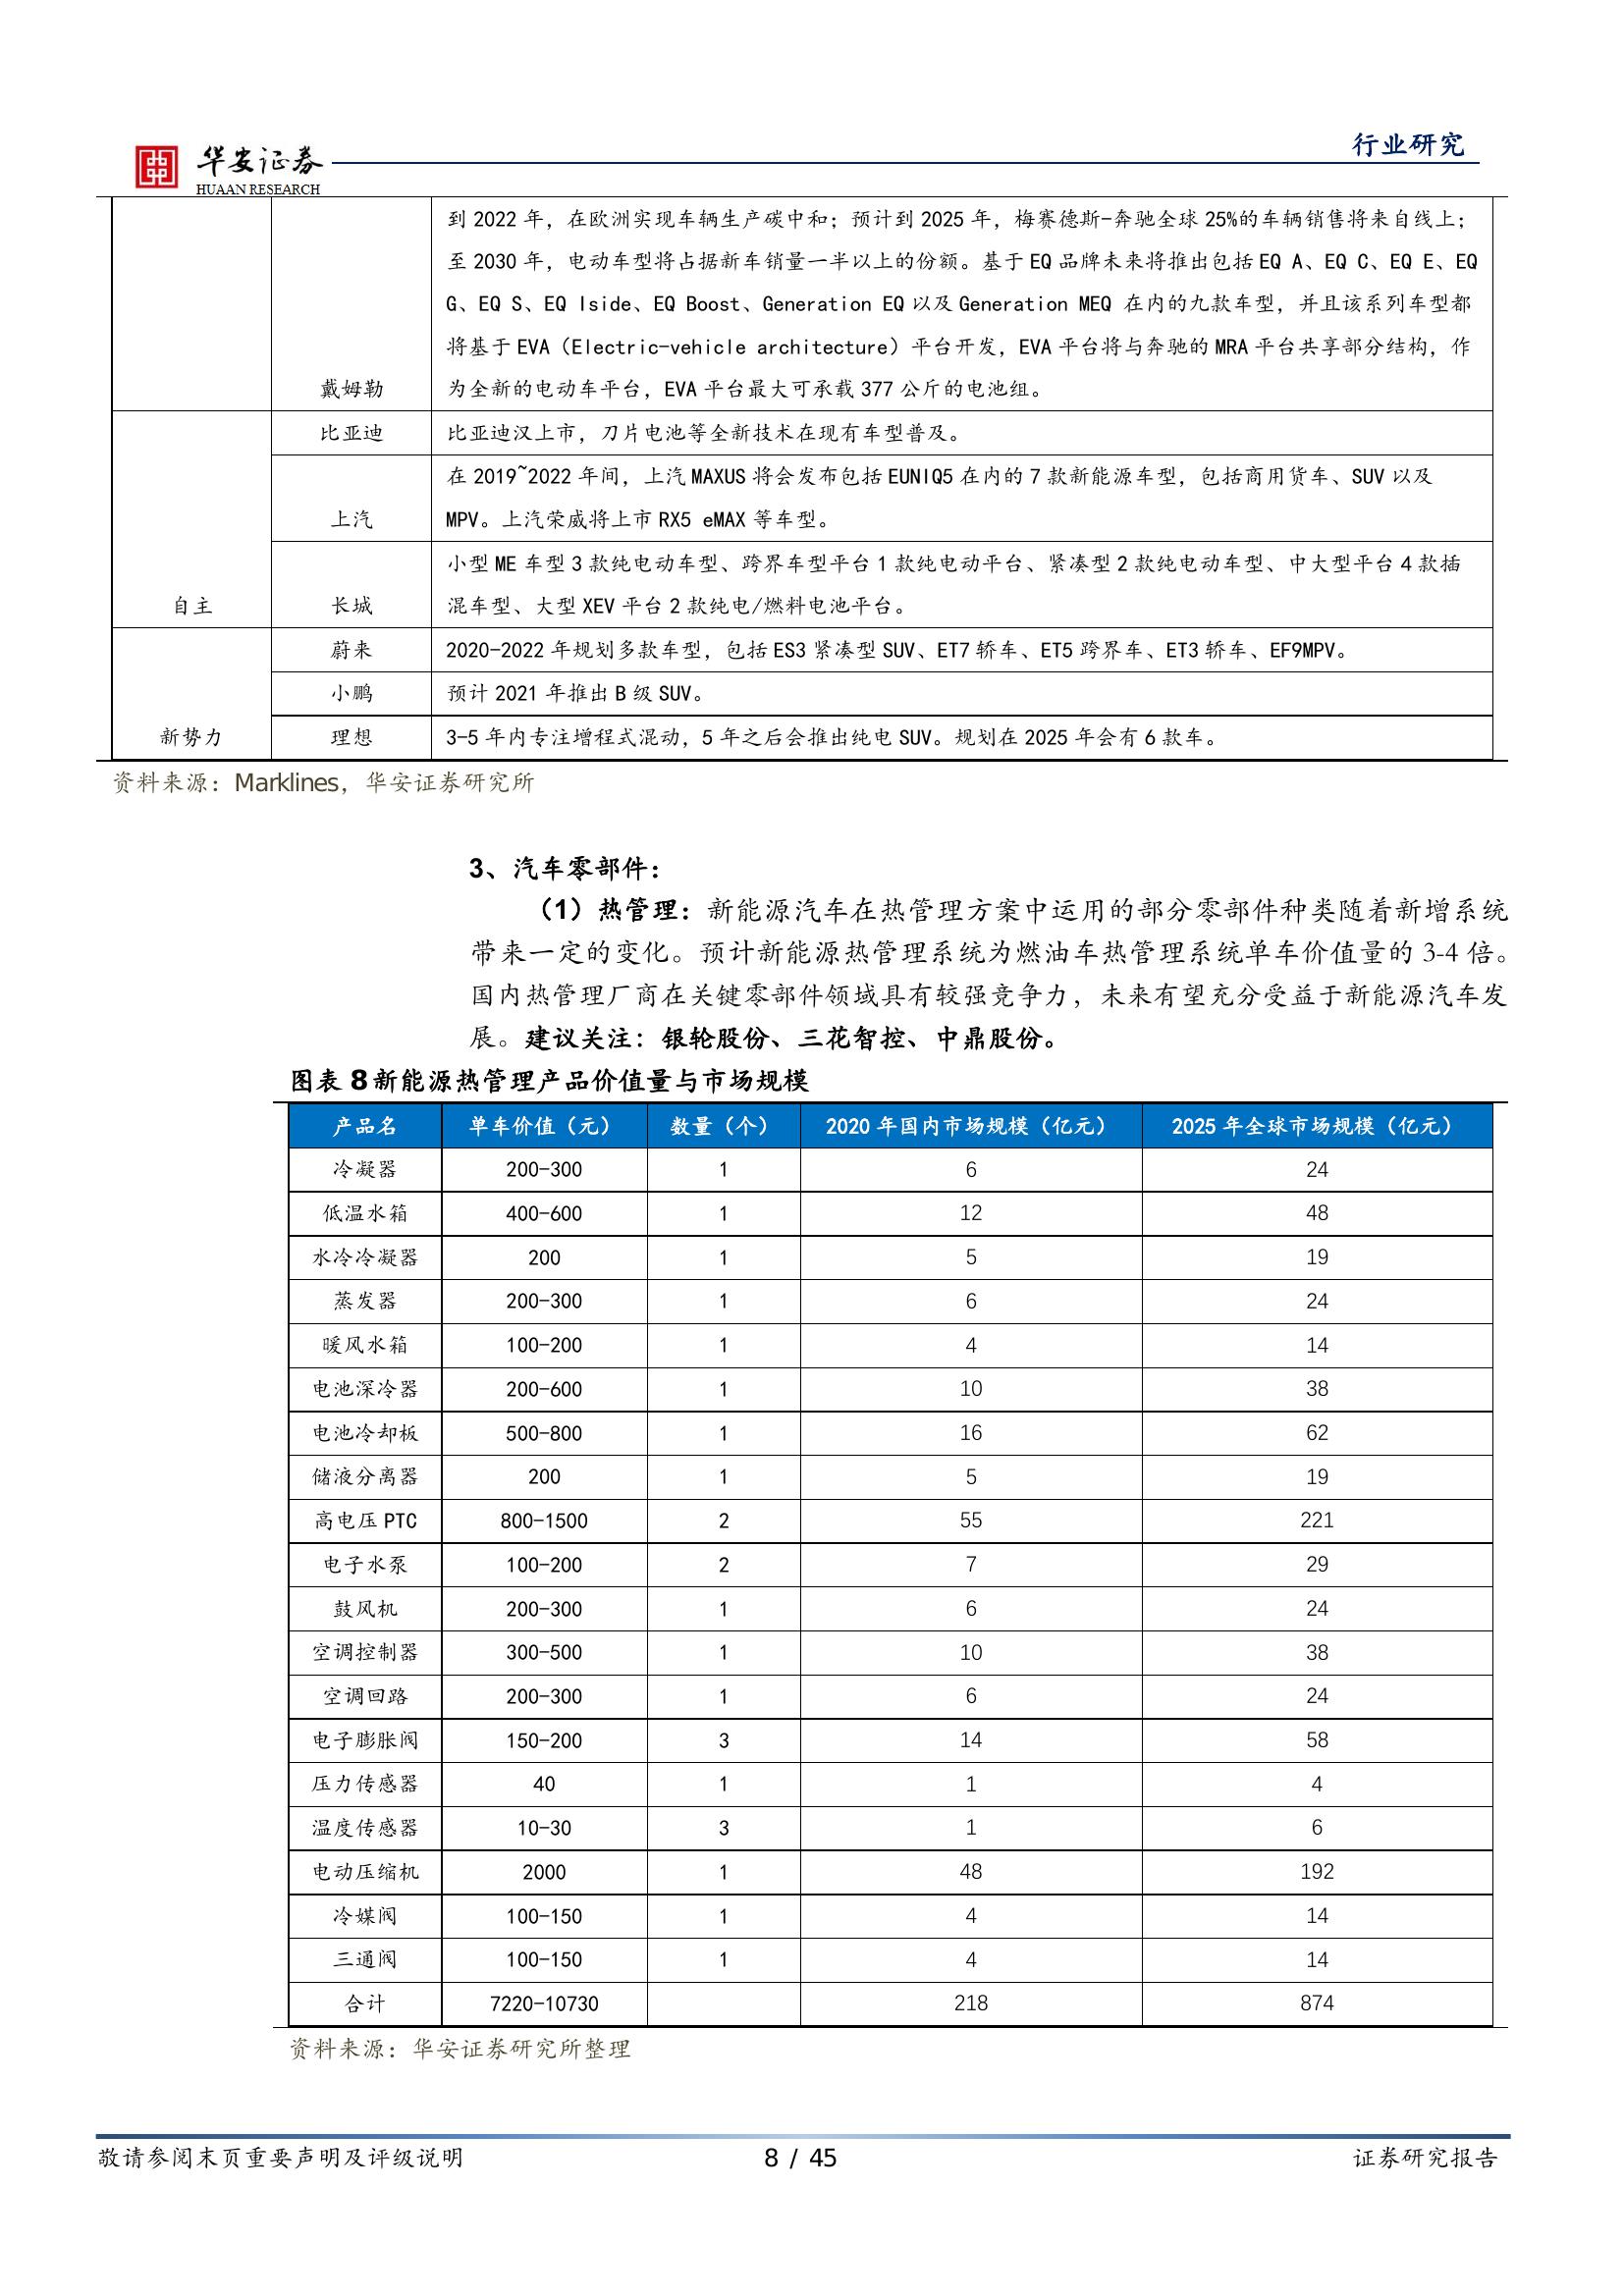 华安证券
HUAAN RESEARCH
行业研究
到 2022 年，在欧洲实现车辆生产碳中和；预计到 2025 年，梅赛德斯-奔驰全球 25%的车辆销售将来自线上；
至 2030 年，电动车型将占据新车销量一半以上的份额。基于 EQ 品牌未来将推出包括 EQ A、EQ C、EQ E、EQ
G、EQ S、EQ Iside、EQ Boost、Generation EQ 以及 Generation MEQ 在内的九款车型，并且该系列车型都
将基于 EVA（Electric-vehicle architecture）平台开发，EVA 平台将与奔驰的 MRA 平台共享部分结构，作
戴姆勒 为全新的电动车平台，EVA 平台最大可承载 377 公斤的电池组。
比亚迪 比亚迪汉上市，刀片电池等全新技术在现有车型普及。
在 2019~2022 年间，上汽 MAXUS 将会发布包括 EUNIQ5 在内的 7 款新能源车型，包括商用货车、SUV 以及
上汽 MPV。上汽荣威将上市 RX5 eMAX 等车型。
小型 ME 车型 3 款纯电动车型、跨界车型平台 1 款纯电动平台、紧凑型 2 款纯电动车型、中大型平台 4 款插
自主 长城 混车型、大型 XEV 平台 2 款纯电/燃料电池平台。
蔚来 2020-2022 年规划多款车型，包括 ES3 紧凑型 SUV、ET7 轿车、ET5 跨界车、ET3 轿车、EF9MPV。
小鹏 预计 2021 年推出 B 级 SUV。
新势力 理想 3-5 年内专注增程式混动，5 年之后会推出纯电 SUV。规划在 2025 年会有 6 款车。
资料来源：Marklines，华安证券研究所
3、汽车零部件：
（1）热管理：新能源汽车在热管理方案中运用的部分零部件种类随着新增系统
带来一定的变化。预计新能源热管理系统为燃油车热管理系统单车价值量的 3-4 倍。
国内热管理厂商在关键零部件领域具有较强竞争力，未来有望充分受益于新能源汽车发
展。建议关注：银轮股份、三花智控、中鼎股份。
图表 8 新能源热管理产品价值量与市场规模
产品名 单车价值（元） 数量（个） 2020 年国内市场规模（亿元） 2025 年全球市场规模（亿元）
冷凝器 200-300 1 6 24
低温水箱 400-600 1 12 48
水冷冷凝器 200 1 5 19
蒸发器 200-300 1 6 24
暖风水箱 100-200 1 4 14
电池深冷器 200-600 1 10 38
电池冷却板 500-800 1 16 62
储液分离器 200 1 5 19
高电压 PTC 800-1500 2 55 221
电子水泵 100-200 2 7 29
鼓风机 200-300 1 6 24
空调控制器 300-500 1 10 38
空调回路 200-300 1 6 24
电子膨胀阀 150-200 3 14 58
压力传感器 40 1 1 4
温度传感器 10-30 3 1 6
电动压缩机 2000 1 48 192
冷媒阀 100-150 1 4 14
三通阀 100-150 1 4 14
合计 7220-10730 218 874
资料来源：华安证券研究所整理
敬请参阅末页重要声明及评级说明 8 / 45 证券研究报告